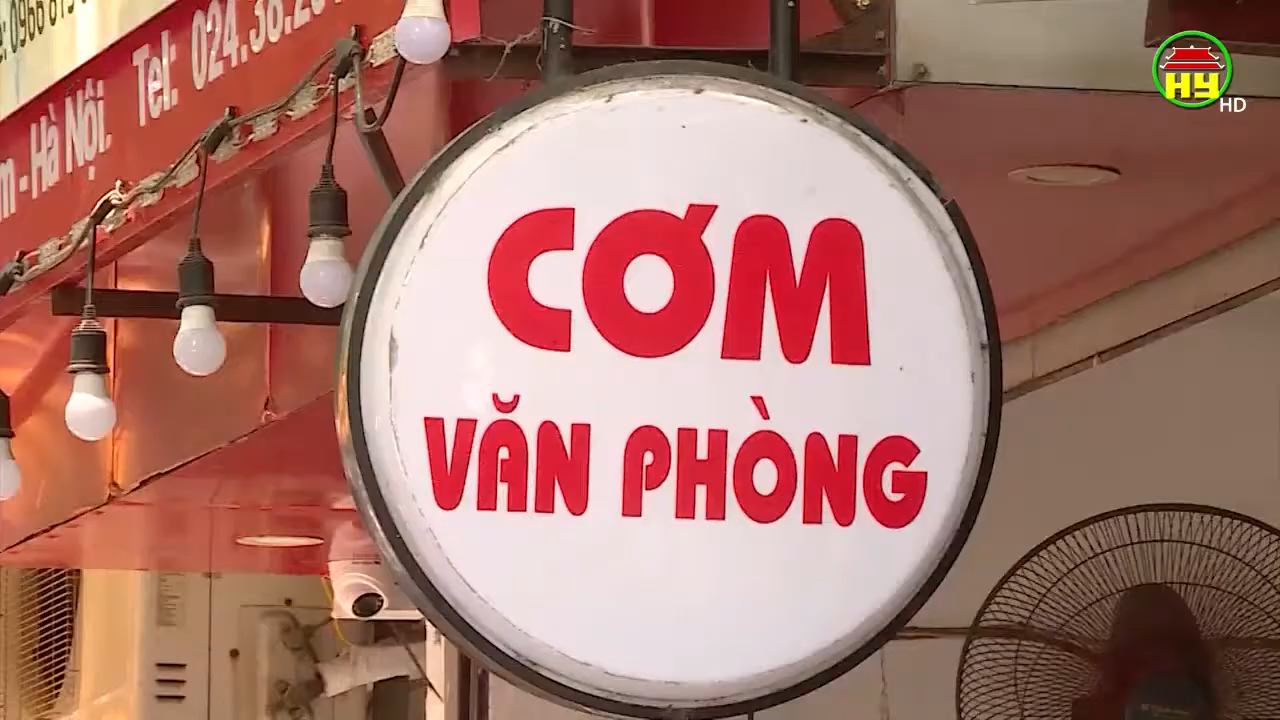 Tel: 024.38.2
m - Hà Nội.
HY
HD
CƠM
VĂN PHÒNG